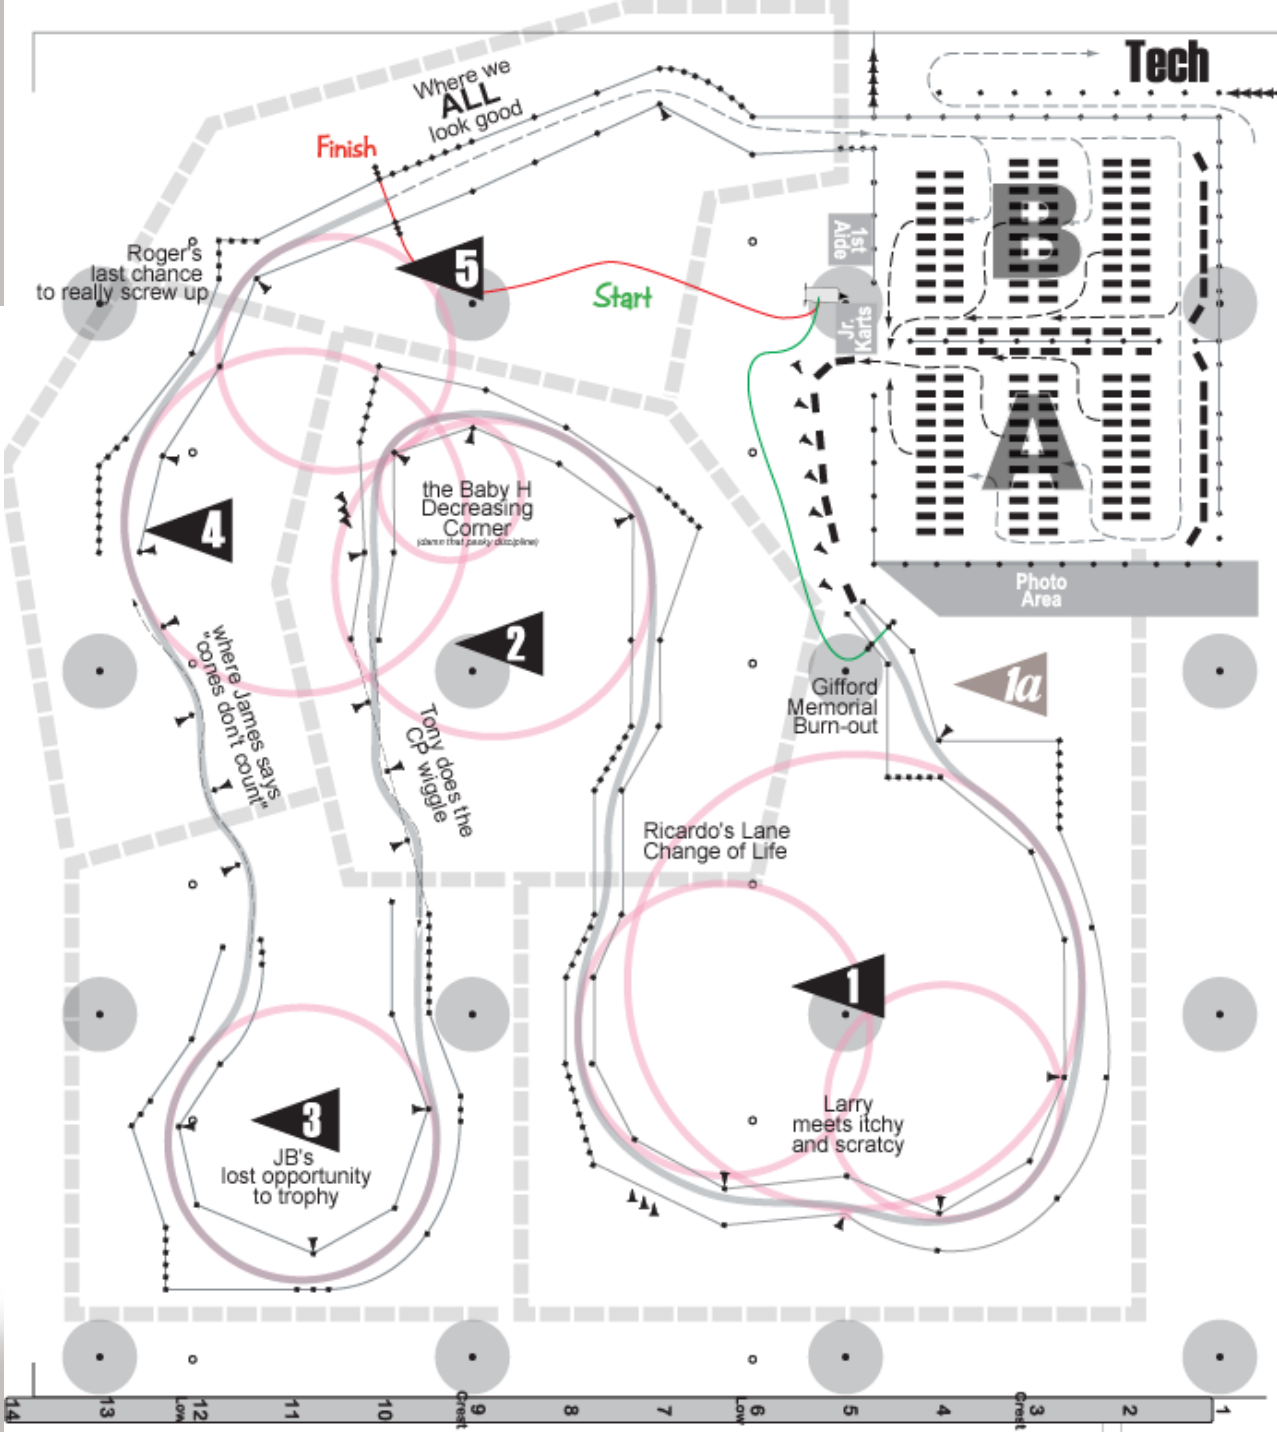 Tech
Where we
ALL
look good
Finish
B
1st
Aide
5
Roger's
last chance
to really screw up
Start
Jr.
Karts
A
the Baby H
Decreasing
Corner
(damn that pesky discipline)
4
Photo
Area
2
1a
where James says
"cones don't count"
Gifford
Memorial
Burn-out
Tony does the
CP wiggle
Ricardo's Lane
Change of Life
1
Larry
meets itchy
and scratcy
3
JB's
lost opportunity
to trophy
14
13
Low
12
11
10
Crest
9
8
7
Low
6
5
4
Crest
3
2
1